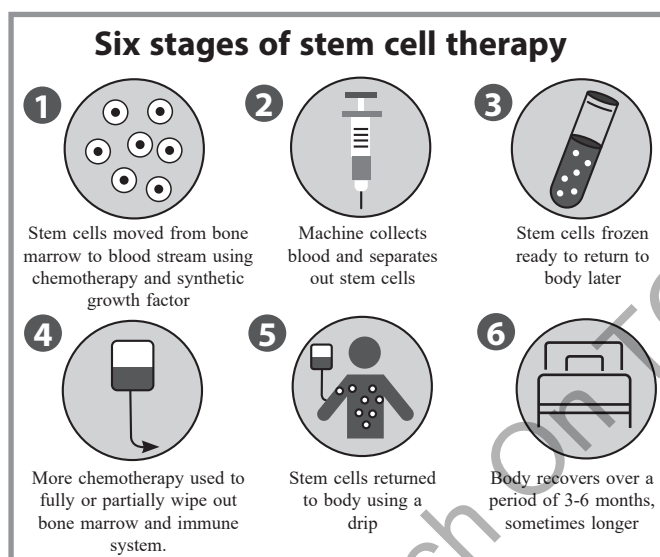 Six stages of stem cell therapy
1
Stem cells moved from bone
marrow to blood stream using
chemotherapy and synthetic
growth factor
2
Machine collects
blood and separates
out stem cells
3
Stem cells frozen
ready to return to
body later
4
More chemotherapy used to
fully or partially wipe out
bone marrow and immune
system.
5
Stem cells returned
to body using a
drip
6
Body recovers over a
period of 3-6 months,
sometimes longer
ch On